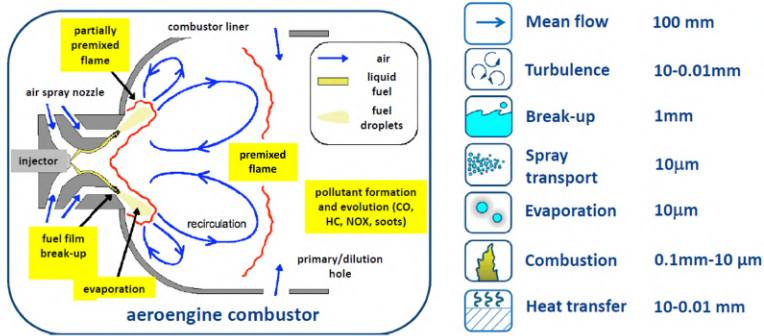 partially
premixed
flame
combustor liner
air
liquid
fuel
fuel
droplets
air spray nozzle
injector
premixed
flame
pollutant formation
and evolution (CO,
HC, NOX, soots)
recirculation
fuel film
break-up
evaporation
primary/dilution
hole
aeroengine combustor
Mean flow 100 mm
Turbulence 10-0.01mm
Break-up 1mm
Spray
transport 10µm
Evaporation 10µm
Combustion 0.1mm-10 µm
Heat transfer 10-0.01 mm